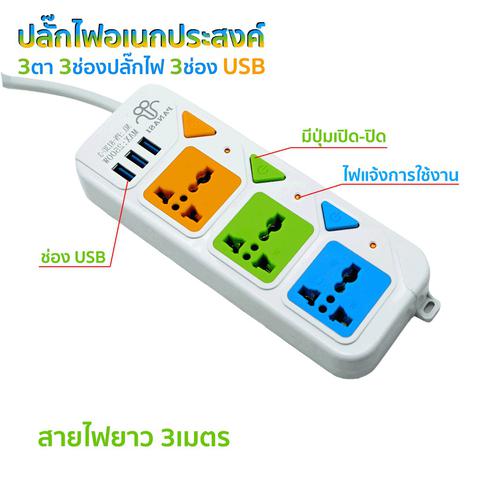 ปลั๊กไฟอเนกประสงค์
3ตา 3ช่องปลั๊กไฟ 3ช่อง USB
PANASI
MAX:2500W
มีปุ่มเปิด-ปิด
ไฟแจ้งการใช้งาน
ช่อง USB
สายไฟยาว 3เมตร